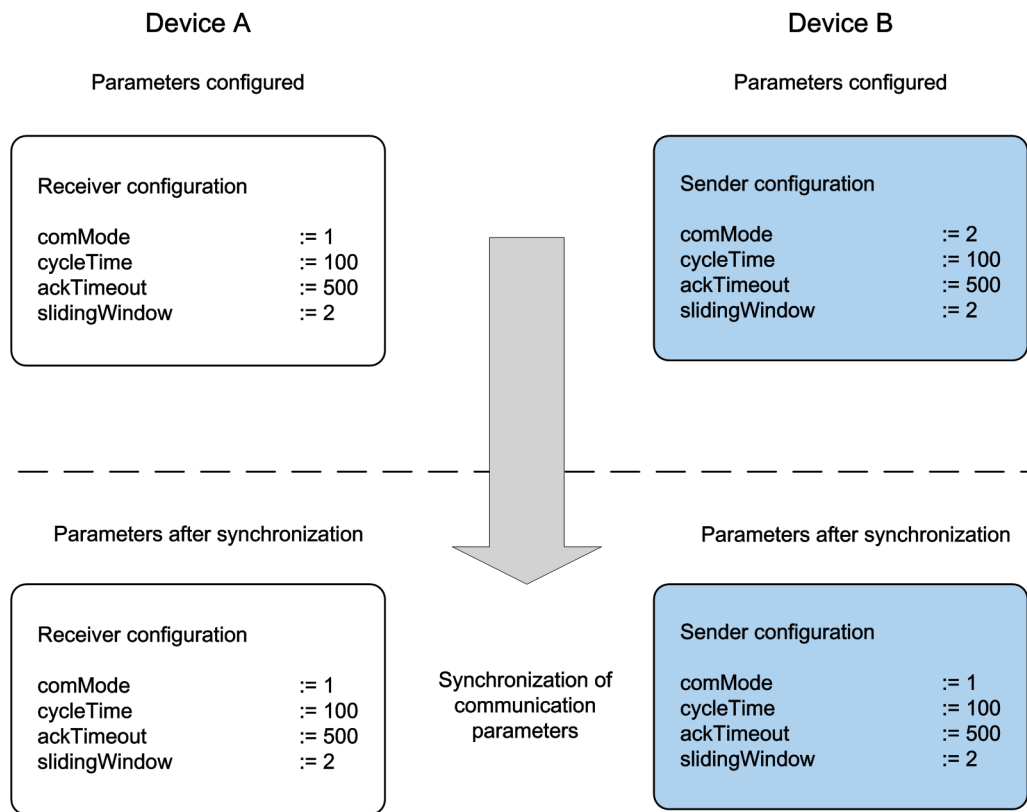 Device A
Device B
Parameters configured
Parameters configured
Receiver configuration
comMode := 1
cycleTime := 100
ackTimeout := 500
slidingWindow := 2
Sender configuration
comMode := 2
cycleTime := 100
ackTimeout := 500
slidingWindow := 2
Parameters after synchronization
Parameters after synchronization
Receiver configuration
comMode := 1
cycleTime := 100
ackTimeout := 500
slidingWindow := 2
Synchronization of
communication
parameters
Sender configuration
comMode := 1
cycleTime := 100
ackTimeout := 500
slidingWindow := 2